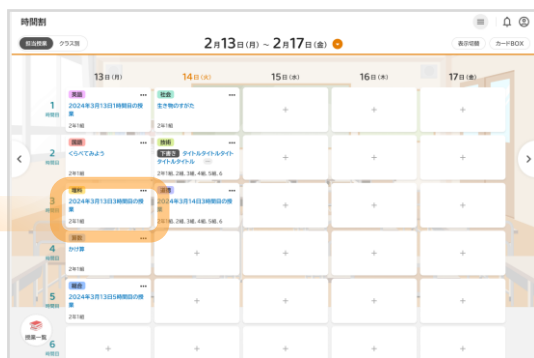 時間割
担当授業 クラス別 2月13日(月) ~ 2月17日(金) 表示切替 カードBOX
13日(月) 14日(火) 15日(水) 16日(木) 17日(金)
1 時間目
英語
2024年3月13日1時間目の授業
2年1組
社会
生き物のすがた
2年1組
2 時間目
国語
くらべてみよう
2年1組
技術
下書き タイトルタイトルタイトルタイトルタイトル
2年1組, 2組, 3組, 4組, 5組, 6
3 時間目
理科
2024年3月13日3時間目の授業
2年1組
道徳
2024年3月14日3時間目の授業
2年1組, 2組, 3組, 4組, 5組, 6
4 時間目
算数
かけ算
2年1組
5 時間目
総合
2024年3月13日5時間目の授業
2年1組
授業一覧
6 時間目